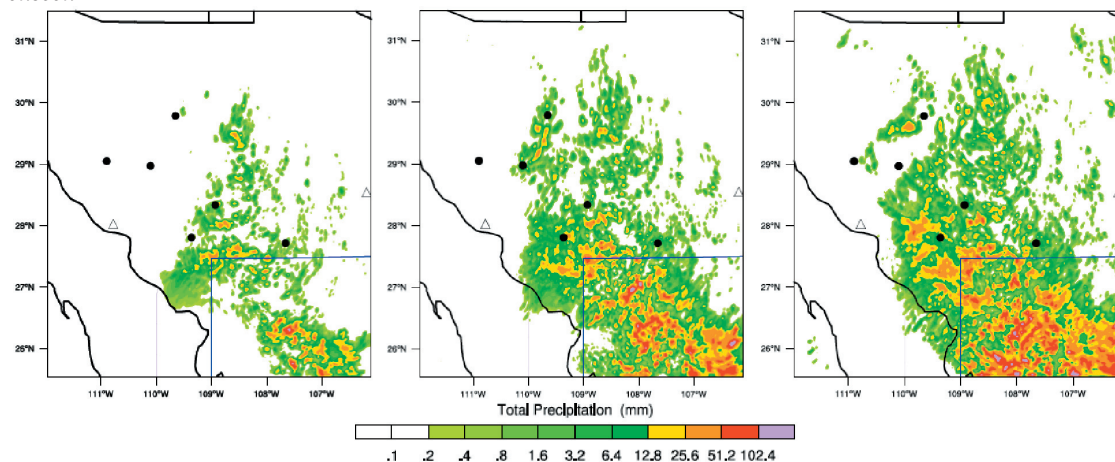 31°N 31°N 31°N
30°N 30°N 30°N
29°N 29°N 29°N
28°N 28°N 28°N
27°N 27°N 27°N
26°N 26°N 26°N
111°W 110°W 109°W 108°W 107°W 111°W 110°W 109°W 108°W 107°W 111°W 110°W 109°W 108°W 107°W
Total Precipitation (mm)
.1 .2 .4 .8 1.6 3.2 6.4 12.8 25.6 51.2 102.4